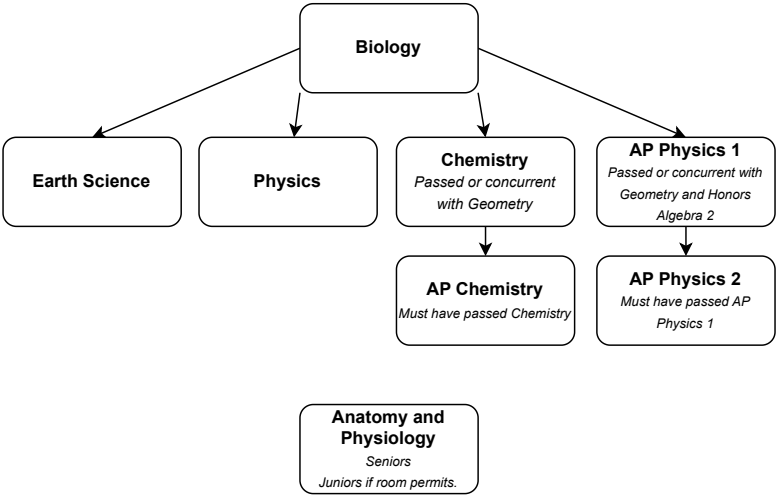 Biology
Earth Science
Physics
Chemistry
Passed or concurrent
with Geometry
AP Physics 1
Passed or concurrent with
Geometry and Honors
Algebra 2
AP Chemistry
Must have passed Chemistry
AP Physics 2
Must have passed AP
Physics 1
Anatomy and
Physiology
Seniors
Juniors if room permits.